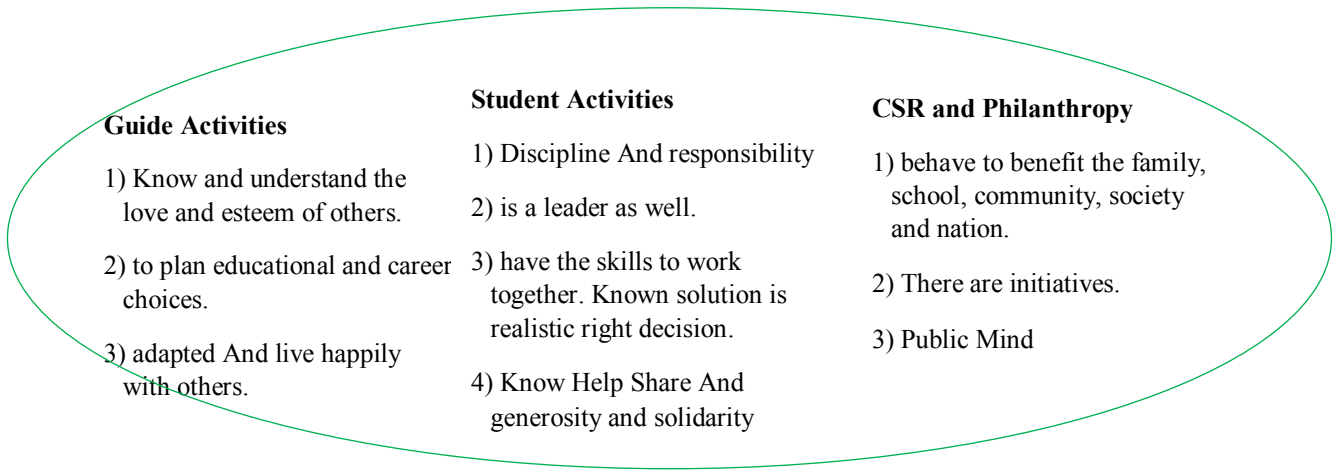 Guide Activities
1) Know and understand the
love and esteem of others.
2) to plan educational and career
choices.
3) adapted And live happily
with others.
Student Activities
1) Discipline And responsibility
2) is a leader as well.
3) have the skills to work
together. Known solution is
realistic right decision.
4) Know Help Share And
generosity and solidarity
CSR and Philanthropy
1) behave to benefit the family,
school, community, society
and nation.
2) There are initiatives.
3) Public Mind